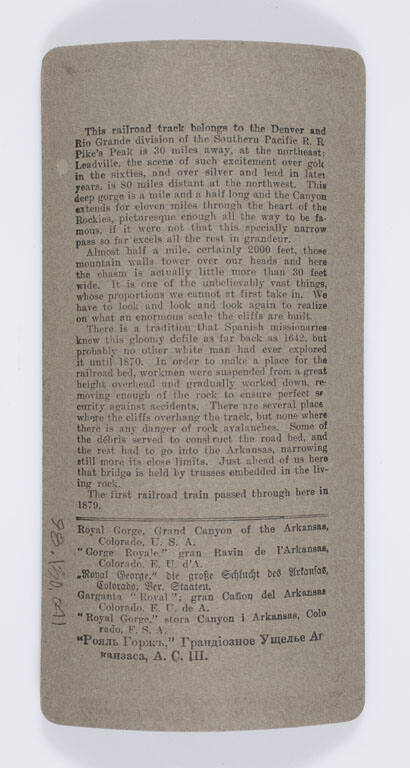 This railroad track belongs to the Denver and
Rio Grande division of the Southern Pacific R. R
Pike's Peak is 30 miles away, at the northeast;
Leadville, the scene of such excitement over gold
in the sixties, and over silver and lead in later
years, is 80 miles distant at the northwest. This
deep gorge is a mile and a half long and the Canyon
extends for eleven miles through the heart of the
Rockies, picturesque enough all the way to be fa-
mous, if it were not that this specially narrow
pass so far excels all the rest in grandeur.
Almost half a mile, certainly 2000 feet, those
mountain walls tower over our heads and here
the chasm is actually little more than 30 feet
wide. It is one of the unbelievably vast things,
whose proportions we cannot at first take in. We
have to look and look and look again to realize
on what an enormous scale the cliffs are built.
There is a tradition that Spanish missionaries
knew this gloomy defile as far back as 1642, but
probably no other white man had ever explored
it until 1870. In order to make a place for the
railroad bed, workmen were suspended from a great
height overhead and gradually worked down, re-
moving enough of the rock to ensure perfect se
curity against accidents. There are several place
where the cliffs overhang the track, but none where
there is any danger of rock avalanches. Some of
the débris served to construct the road bed, and
the rest had to go into the Arkansas, narrowing
still more its close limits. Just ahead of us here
that bridge is held by trusses embedded in the liv-
ing rock.
The first railroad train passed through here in
1879.
Royal Gorge, Grand Canyon of the Arkansas,
Colorado, U. S. A.
"Gorge Royale," gran Ravin de l'Arkansas,
Colorado, E. U. d'A.
„Royal George," die große Schlucht des Arkansas,
Colorado, Ver. Staaten.
Garganta "Royal"; gran Cañon del Arkansas
Colorado, E. U. de A.
"Royal Gorge," stora Canyon i Arkansas, Colo
rado, F. S. A.
"Рояль Горжъ," Грандіозное Ущелье Ар
канзаса, А. С. Ш.